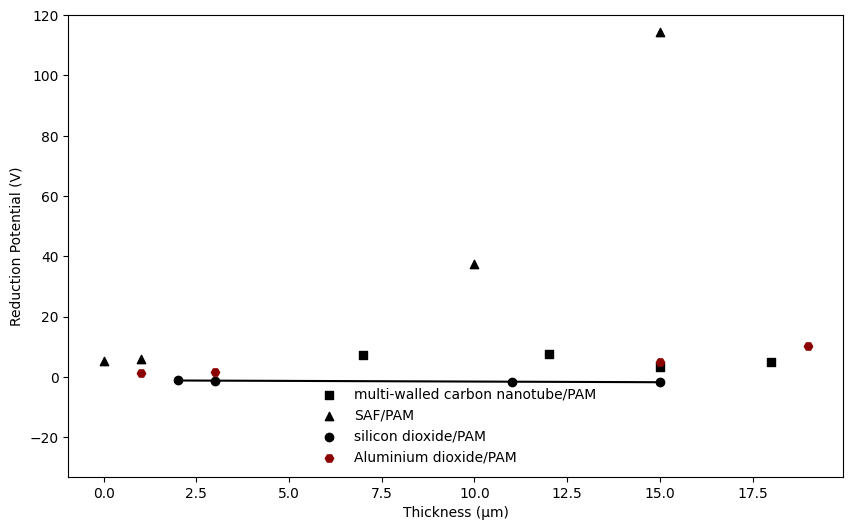 120
100
80
60
40
20
0
−20
Reduction Potential (V)
multi-walled carbon nanotube/PAM
SAF/PAM
silicon dioxide/PAM
Aluminium dioxide/PAM
0.0 2.5 5.0 7.5 10.0 12.5 15.0 17.5
Thickness (μm)